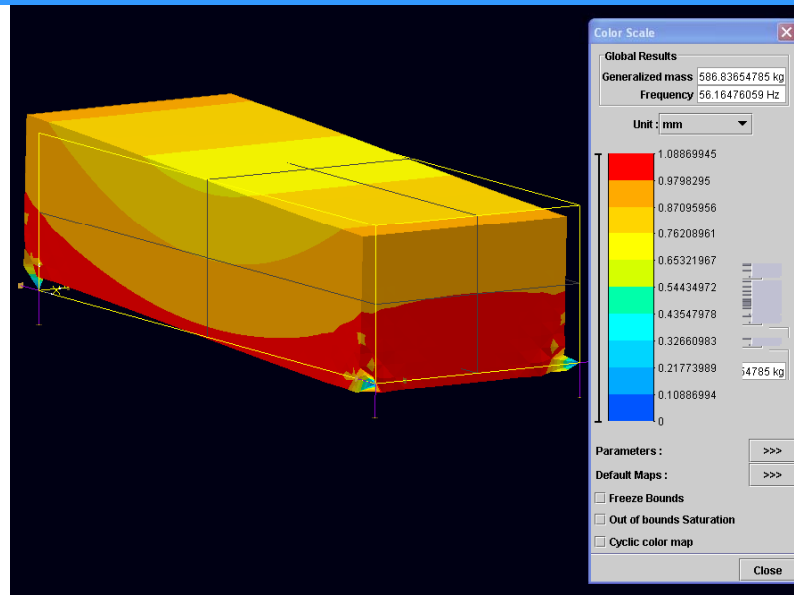 Color Scale
Global Results
Generalized mass 586.83654785 kg
Frequency 56.16476059 Hz
Unit : mm
1.08869945
0.9798295
0.87095956
0.76208961
0.65321967
0.54434972
0.43547978
0.32660983
0.21773989
0.10886994
0
4785 kg
Parameters : >>>
Default Maps : >>>
Freeze Bounds
Out of bounds Saturation
Cyclic color map
Close